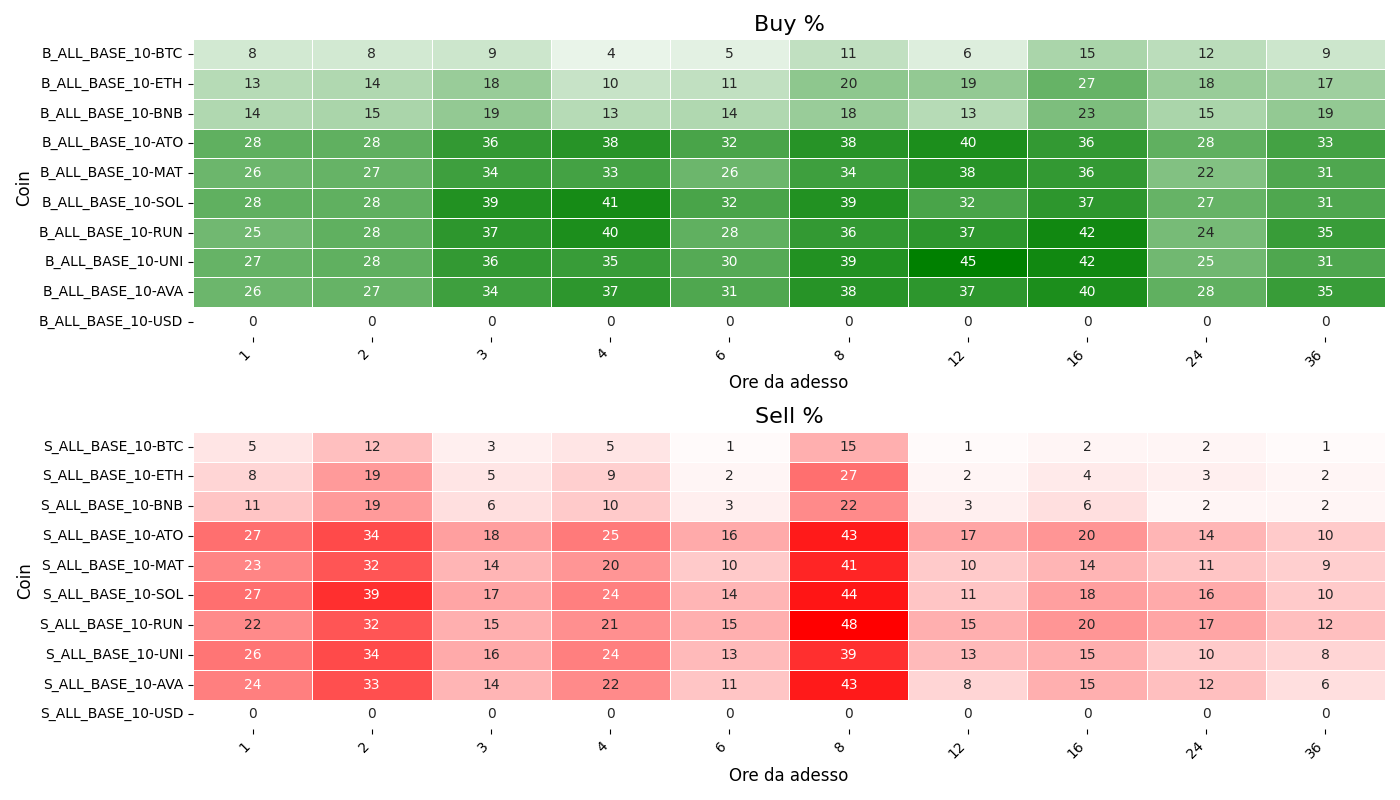 Buy %
Coin
B_ALL_BASE_10-BTC 8 8 9 4 5 11 6 15 12 9
B_ALL_BASE_10-ETH 13 14 18 10 11 20 19 27 18 17
B_ALL_BASE_10-BNB 14 15 19 13 14 18 13 23 15 19
B_ALL_BASE_10-ATO 28 28 36 38 32 38 40 36 28 33
B_ALL_BASE_10-MAT 26 27 34 33 26 34 38 36 22 31
B_ALL_BASE_10-SOL 28 28 39 41 32 39 32 37 27 31
B_ALL_BASE_10-RUN 25 28 37 40 28 36 37 42 24 35
B_ALL_BASE_10-UNI 27 28 36 35 30 39 45 42 25 31
B_ALL_BASE_10-AVA 26 27 34 37 31 38 37 40 28 35
B_ALL_BASE_10-USD 0 0 0 0 0 0 0 0 0 0
1 2 3 4 6 8 12 16 24 36
Ore da adesso
Sell %
Coin
S_ALL_BASE_10-BTC 5 12 3 5 1 15 1 2 2 1
S_ALL_BASE_10-ETH 8 19 5 9 2 27 2 4 3 2
S_ALL_BASE_10-BNB 11 19 6 10 3 22 3 6 2 2
S_ALL_BASE_10-ATO 27 34 18 25 16 43 17 20 14 10
S_ALL_BASE_10-MAT 23 32 14 20 10 41 10 14 11 9
S_ALL_BASE_10-SOL 27 39 17 24 14 44 11 18 16 10
S_ALL_BASE_10-RUN 22 32 15 21 15 48 15 20 17 12
S_ALL_BASE_10-UNI 26 34 16 24 13 39 13 15 10 8
S_ALL_BASE_10-AVA 24 33 14 22 11 43 8 15 12 6
S_ALL_BASE_10-USD 0 0 0 0 0 0 0 0 0 0
1 2 3 4 6 8 12 16 24 36
Ore da adesso